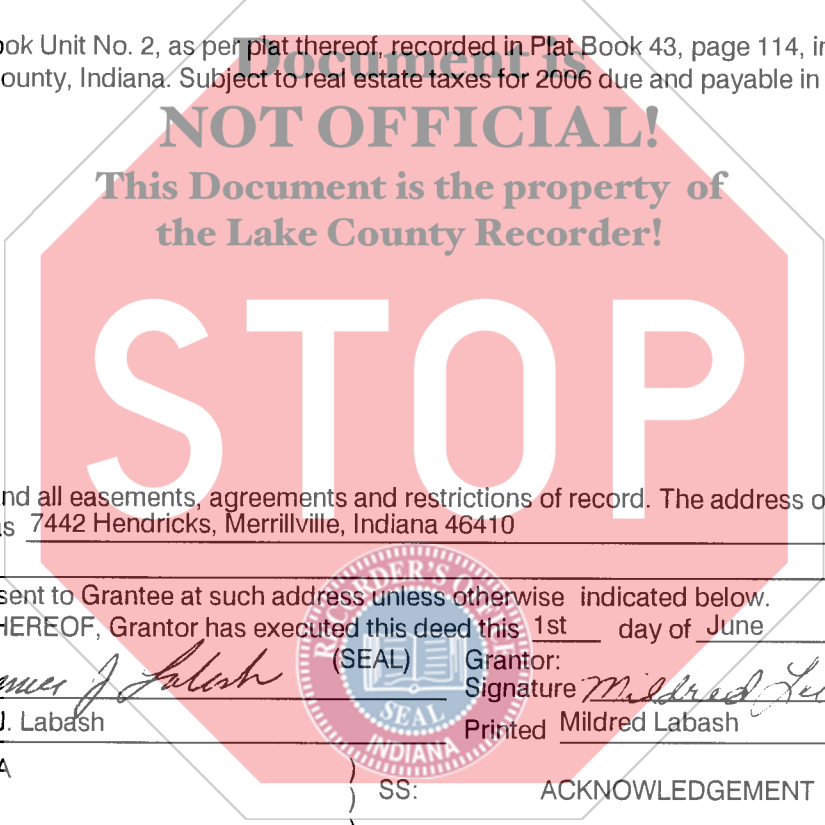 ook Unit No. 2, as per plat thereof, recorded in Plat Book 43, page 114, in
Document is
ounty, Indiana. Subject to real estate taxes for 2006 due and payable in
NOT OFFICIAL!
This Document is the property of
the Lake County Recorder!
STOP
nd all easements, agreements and restrictions of record. The address o
s 7442 Hendricks, Merrillville, Indiana 46410
sent to Grantee at such address unless otherwise indicated below.
HEREOF, Grantor has executed this deed this 1st day of June
(SEAL) Grantor:
J Labash Signature Mildred
J. Labash Printed Mildred Labash
RECORDER'S OFFICE
SEAL
INDIANA
A )
) SS: ACKNOWLEDGEMENT
)